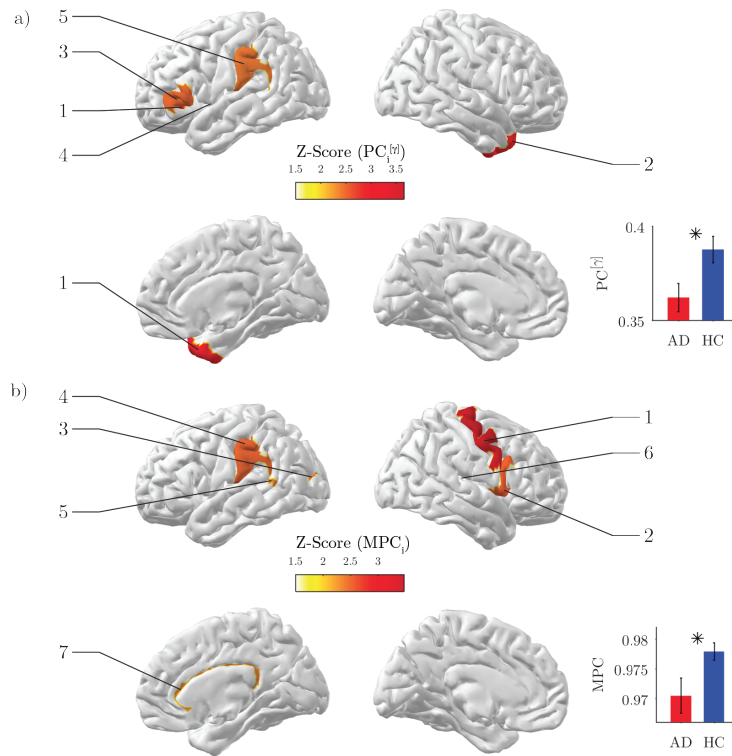 a)
5
3
1
4
2
Z-Score (PC_i^[γ])
1.5 2 2.5 3 3.5
1
0.4
PC^[γ]
0.35
*
AD HC
b)
4
3
5
1
6
2
Z-Score (MPC_i)
1.5 2 2.5 3
7
0.98
0.975
0.97
MPC
*
AD HC